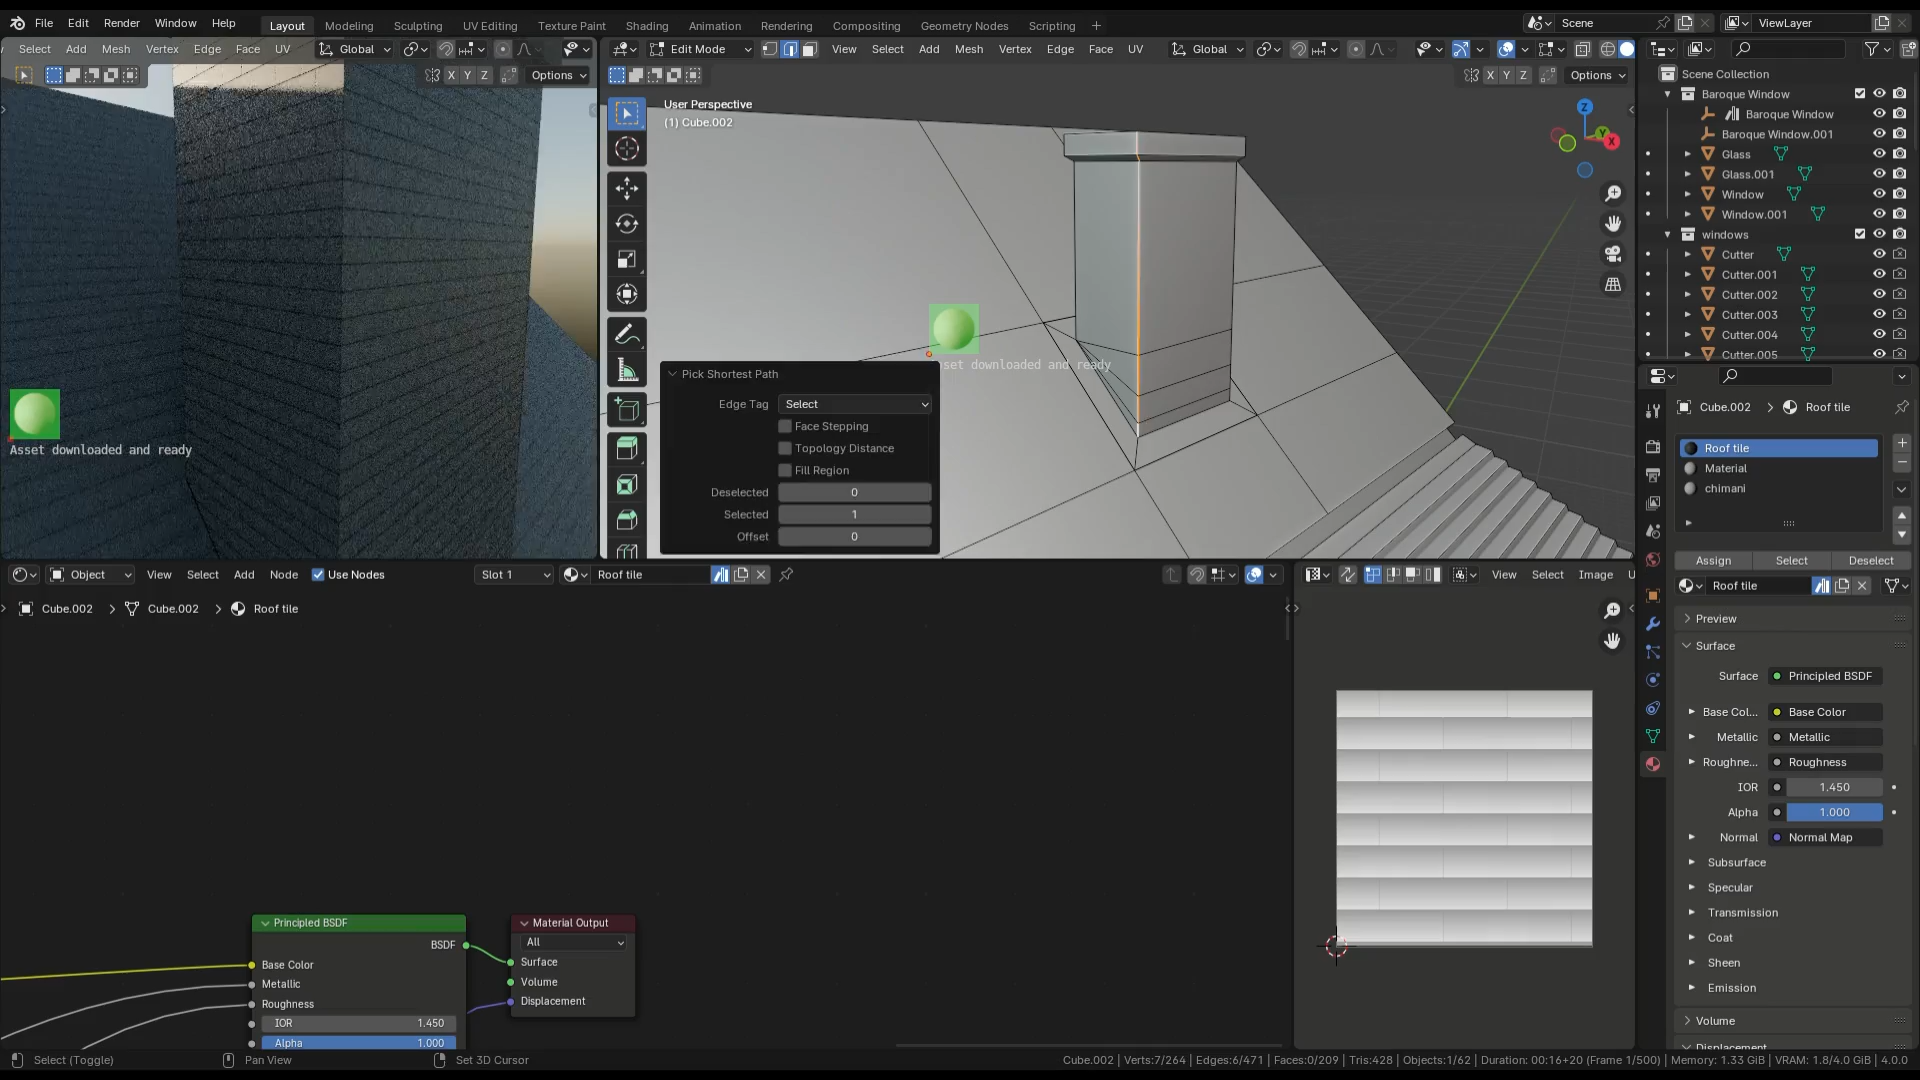 File Edit Render Window Help Layout Modeling Sculpting UV Editing Texture Paint Shading Animation Rendering Compositing Geometry Nodes Scripting + Scene ViewLayer
Select Add Mesh Vertex Edge Face UV Global
X Y Z Options
Edit Mode View Select Add Mesh Vertex Edge Face UV Global
X Y Z Options
User Perspective
(1) Cube.002
Z
Y
X
Asset downloaded and ready
set downloaded and ready
Pick Shortest Path
Edge Tag Select
Face Stepping
Topology Distance
Fill Region
Deselected 0
Selected 1
Offset 0
Scene Collection
Baroque Window
Baroque Window
Baroque Window.001
Glass
Glass.001
Window
Window.001
windows
Cutter
Cutter.001
Cutter.002
Cutter.003
Cutter.004
Cutter.005
Cube.002 > Roof tile
Roof tile
Material
chimani
Assign Select Deselect
Roof tile
Preview
Surface
Surface Principled BSDF
Base Col... Base Color
Metallic Metallic
Roughne... Roughness
IOR 1.450
Alpha 1.000
Normal Normal Map
Subsurface
Specular
Transmission
Coat
Sheen
Emission
Volume
Displacement
Object View Select Add Node Use Nodes Slot 1 Roof tile
Cube.002 > Cube.002 > Roof tile
Principled BSDF
BSDF
Base Color
Metallic
Roughness
IOR 1.450
Alpha 1.000
Material Output
All
Surface
Volume
Displacement
View Select Image U
Select (Toggle) Pan View Set 3D Cursor
Cube.002 | Verts:7/264 | Edges:6/471 | Faces:0/209 | Tris:428 | Objects:1/62 | Duration: 00:16+20 (Frame 1/500) | Memory: 1.33 GiB | VRAM: 1.8/4.0 GiB | 4.0.0